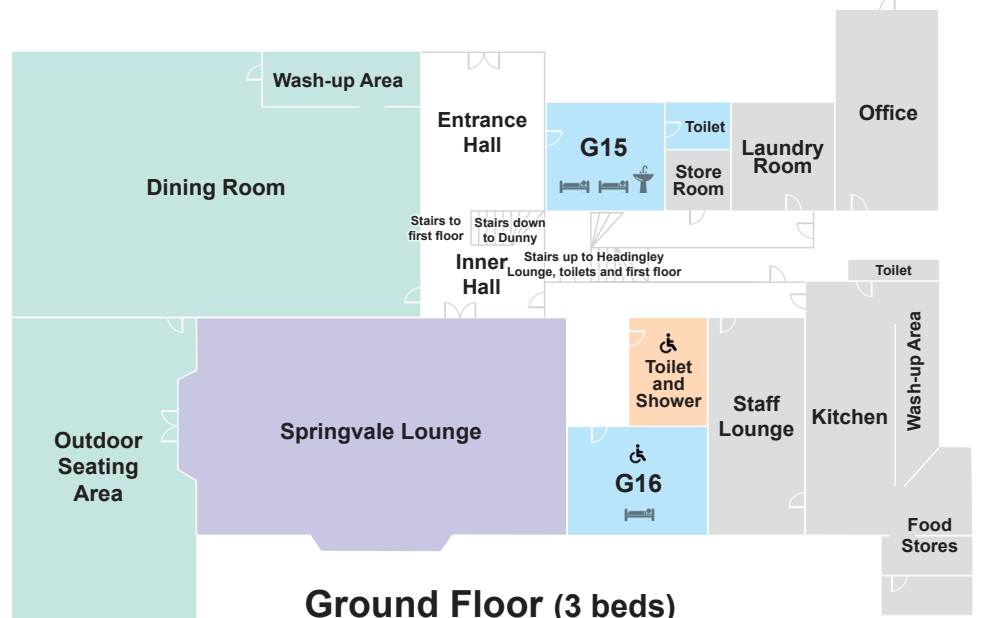 Wash-up Area
Entrance
Hall
Office
Toilet
G15
Laundry
Room
Store
Room
Dining Room
Stairs to
first floor
Stairs down
to Dunny
Inner
Hall
Stairs up to Headingley
Lounge, toilets and first floor
Toilet
Toilet
and
Shower
Wash-up Area
Staff
Lounge
Kitchen
Springvale Lounge
Outdoor
Seating
Area
G16
Food
Stores
Ground Floor (3 beds)